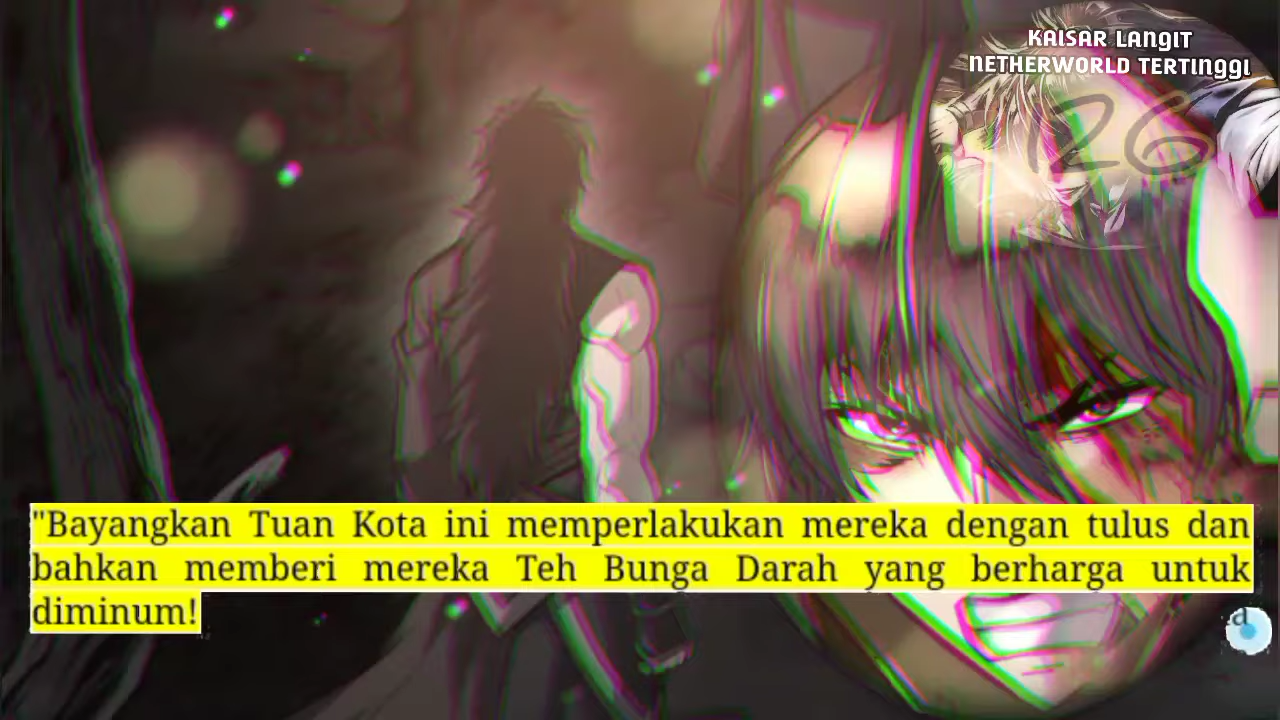 KAISAR LANGIT
NETHERWORLD TERTINGGI
126
"Bayangkan Tuan Kota ini memperlakukan mereka dengan tulus dan
bahkan memberi mereka Teh Bunga Darah yang berharga untuk
diminum!
d